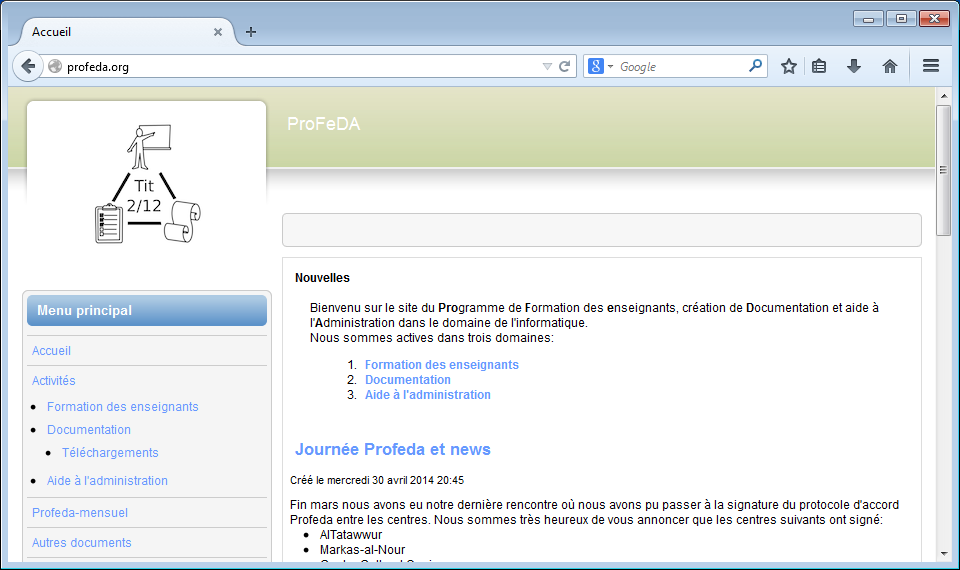 Accueil
profeda.org
Google
ProFeDA
Tit
2/12
Menu principal
Accueil
Activités
Formation des enseignants
Documentation
Téléchargements
Aide à l'administration
Profeda-mensuel
Autres documents
Nouvelles
Bienvenu sur le site du Programme de Formation des enseignants, création de Documentation et aide à
l'Administration dans le domaine de l'informatique.
Nous sommes actives dans trois domaines:
1. Formation des enseignants
2. Documentation
3. Aide à l'administration
Journée Profeda et news
Créé le mercredi 30 avril 2014 20:45
Fin mars nous avons eu notre dernière rencontre où nous avons pu passer à la signature du protocole d'accord
Profeda entre les centres. Nous sommes très heureux de vous annoncer que les centres suivants ont signé:
AlTatawwur
Markas-al-Nour